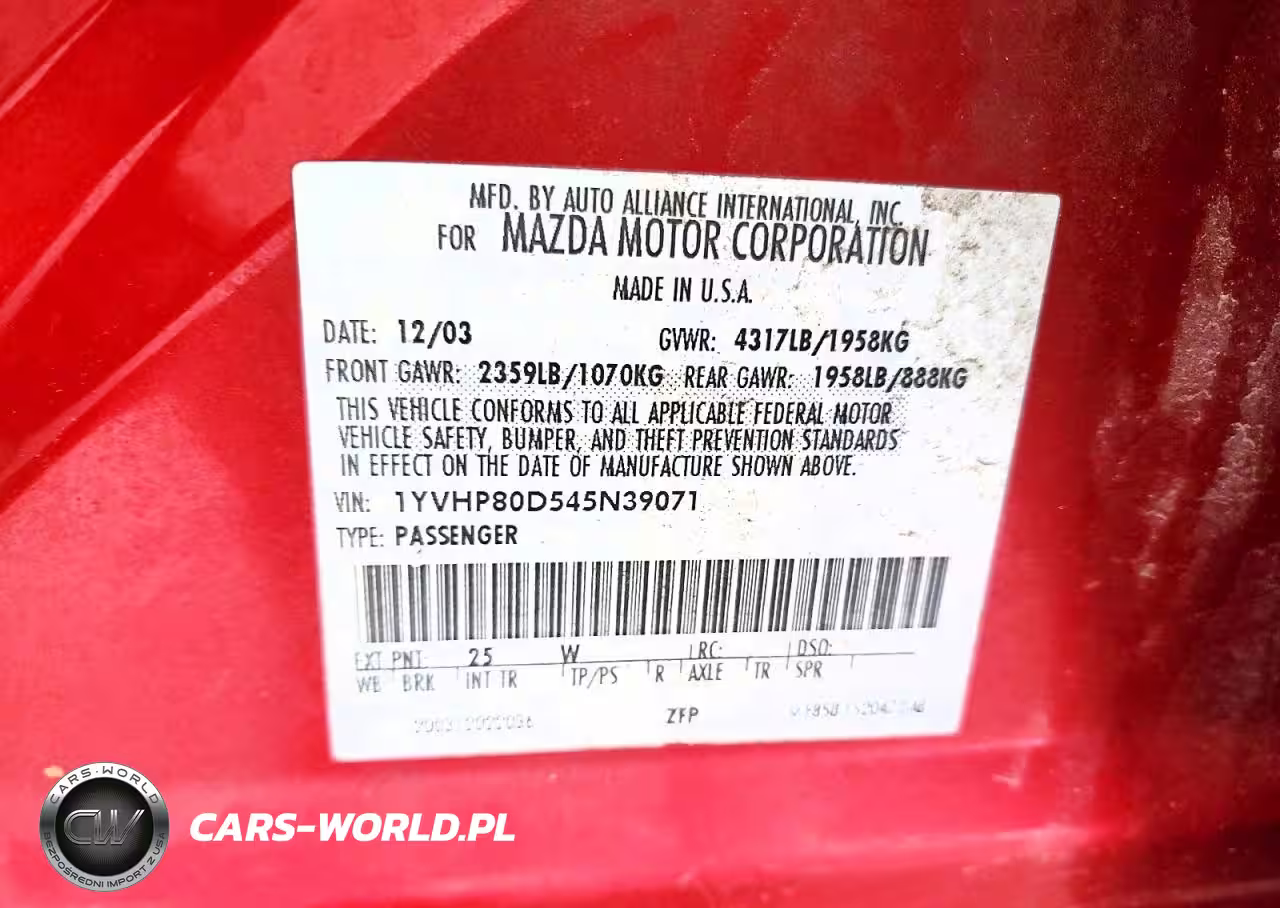 MFD. BY AUTO ALLIANCE INTERNATIONAL, INC.
FOR MAZDA MOTOR CORPORATION
MADE IN U.S.A.
DATE: 12/03 GVWR: 4317LB/1958KG
FRONT GAWR: 2359LB/1070KG REAR GAWR: 1958LB/888KG
THIS VEHICLE CONFORMS TO ALL APPLICABLE FEDERAL MOTOR
VEHICLE SAFETY, BUMPER, AND THEFT PREVENTION STANDARDS
IN EFFECT ON THE DATE OF MANUFACTURE SHOWN ABOVE.
VIN: 1YVHP80D545N39071
TYPE: PASSENGER
EXT PNT: 25 W RC: DSO:
WB BRK INT TR TP/PS R AXLE TR SPR
ZFP
CARS-WORLD
CW
BEZPOŚREDNI IMPORT Z USA
CARS-WORLD.PL